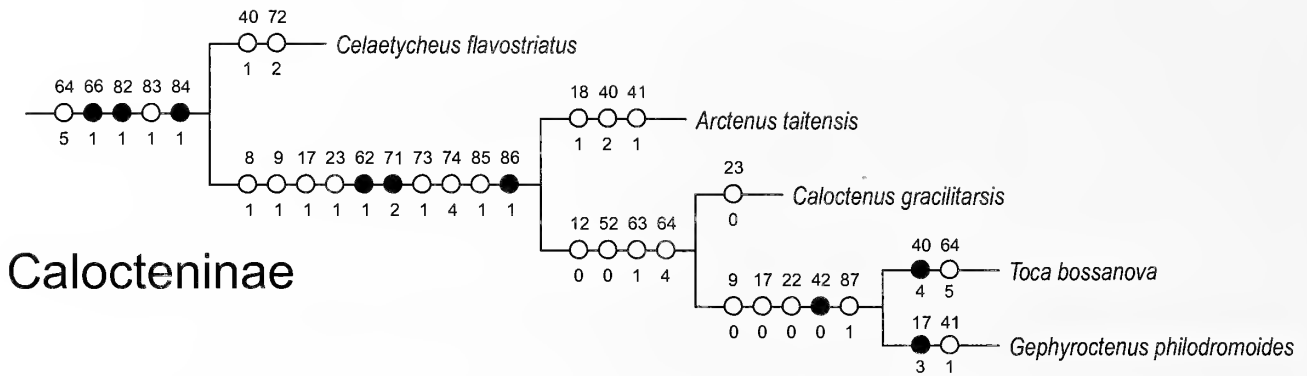 40 72
Celaetycheus flavostriatus
1 2
64 66 82 83 84
5 1 1 1 1
18 40 41
Arctenus taitensis
1 2 1
8 9 17 23 62 71 73 74 85 86
1 1 1 1 1 2 1 4 1 1
23
Caloctenus gracilitarsis
0
12 52 63 64
0 0 1 4
Calocteninae
40 64
Toca bossanova
4 5
9 17 22 42 87
0 0 0 0 1
17 41
Gephyroctenus philodromoides
3 1